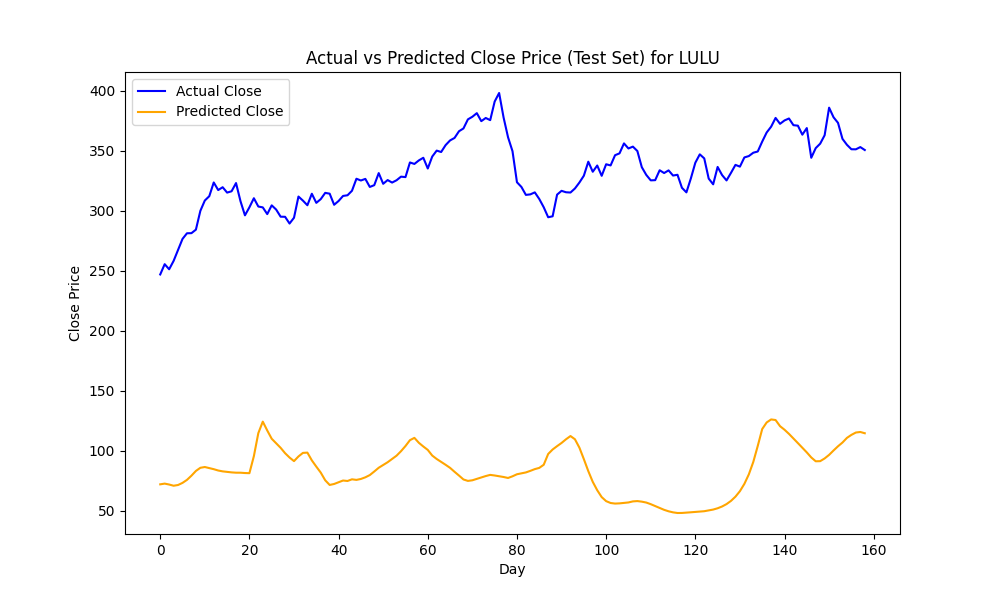 Actual vs Predicted Close Price (Test Set) for LULU
Actual Close
Predicted Close
400
350
300
250
200
150
100
50
Close Price
0 20 40 60 80 100 120 140 160
Day